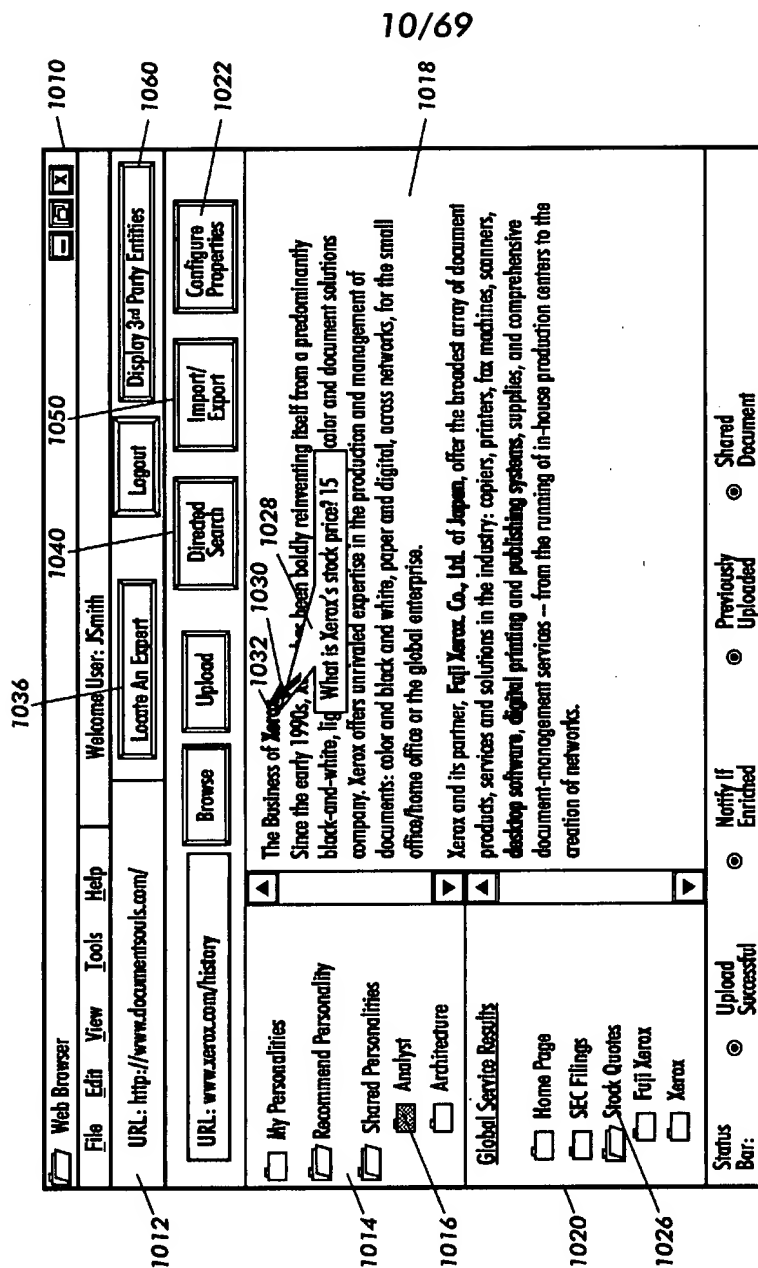 10/69
1010
1060
1022
1018
1050
1040
1036
1028
1030
1032
1012
1014
1016
1020
1026
Web Browser
File Edit View Tools Help
Welcome User: JSmith
URL: http://www.documentsouls.com/
Locate An Expert
Logout
Display 3rd Party Entities
URL: www.xerox.com/history
Browse
Upload
Directed Search
Import/
Export
Configure
Properties
My Personalities
Recommend Personality
Shared Personalities
Analyst
Architecture
Global Service Results
Home Page
SEC Filings
Stock Quotes
Fuji Xerox
Xerox
The Business of Xerox
Since the early 1990s, has been boldly reinventing itself from a predominantly
black-and-white, lig What is Xerox's stock price? 15 color and document solutions
company. Xerox offers unrivaled expertise in the production and management of
documents: color and black and white, paper and digital, across networks, for the small
office/home office or the global enterprise.
Xerox and its partner, Fuji Xerox Co., Ltd. of Japan, offer the broadest array of document
products, services and solutions in the industry: copiers, printers, fax machines, scanners,
desktop software, digital printing and publishing systems, supplies, and comprehensive
document-management services – from the running of in-house production centers to the
creation of networks.
Status
Bar:
Upload
Successful
Notify If
Enriched
Previously
Uploaded
Shared
Document